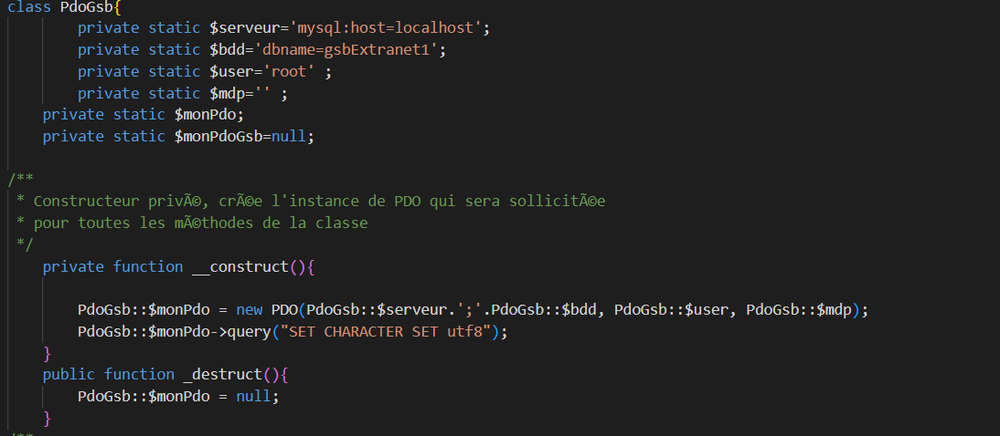 class PdoGsb{
private static $serveur='mysql:host=localhost';
private static $bdd='dbname=gsbExtranet1';
private static $user='root' ;
private static $mdp='' ;
private static $monPdo;
private static $monPdoGsb=null;
/**
* Constructeur privÃ©, crÃ©e l'instance de PDO qui sera sollicitÃ©e
* pour toutes les mÃ©thodes de la classe
*/
private function __construct(){
PdoGsb::$monPdo = new PDO(PdoGsb::$serveur.';'.PdoGsb::$bdd, PdoGsb::$user, PdoGsb::$mdp);
PdoGsb::$monPdo->query("SET CHARACTER SET utf8");
}
public function _destruct(){
PdoGsb::$monPdo = null;
}
/**